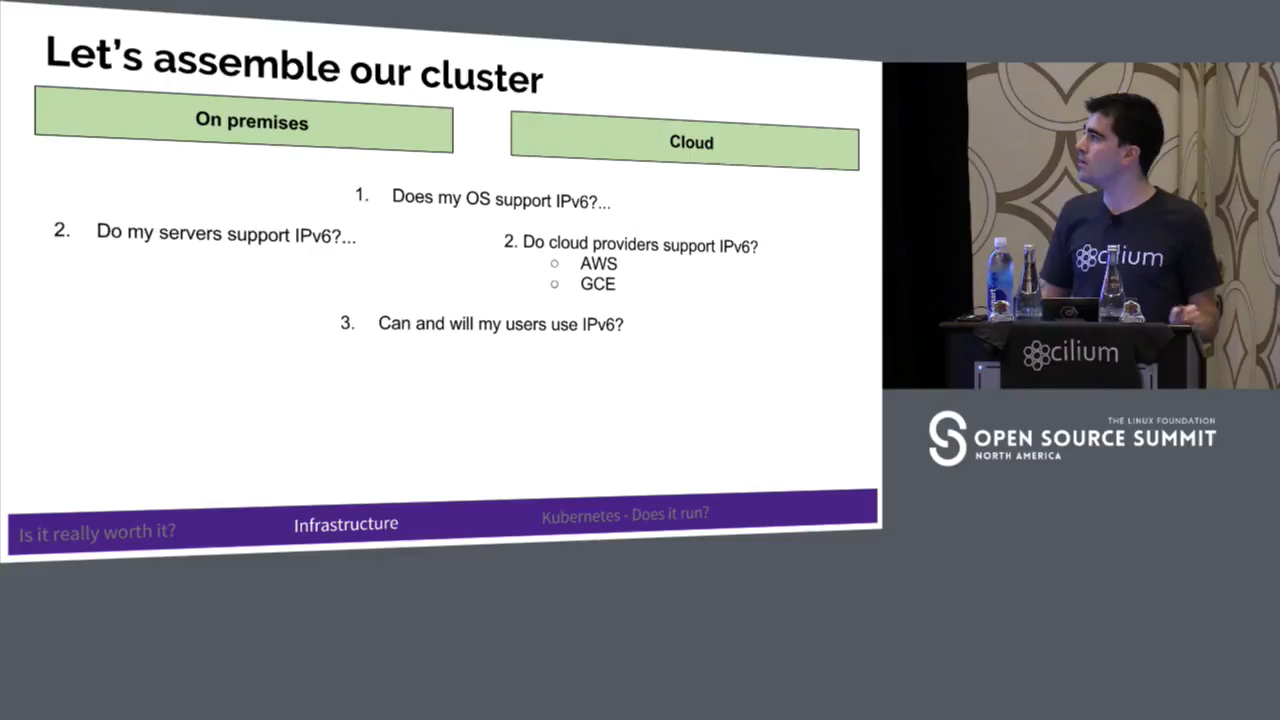 Let's assemble our cluster
On premises
Cloud
1. Does my OS support IPv6?...
2. Do my servers support IPv6?...
2. Do cloud providers support IPv6?
○ AWS
○ GCE
3. Can and will my users use IPv6?
Is it really worth it?
Infrastructure
Kubernetes - Does it run?
cilium
cilium
THE LINUX FOUNDATION
OPEN SOURCE SUMMIT
NORTH AMERICA